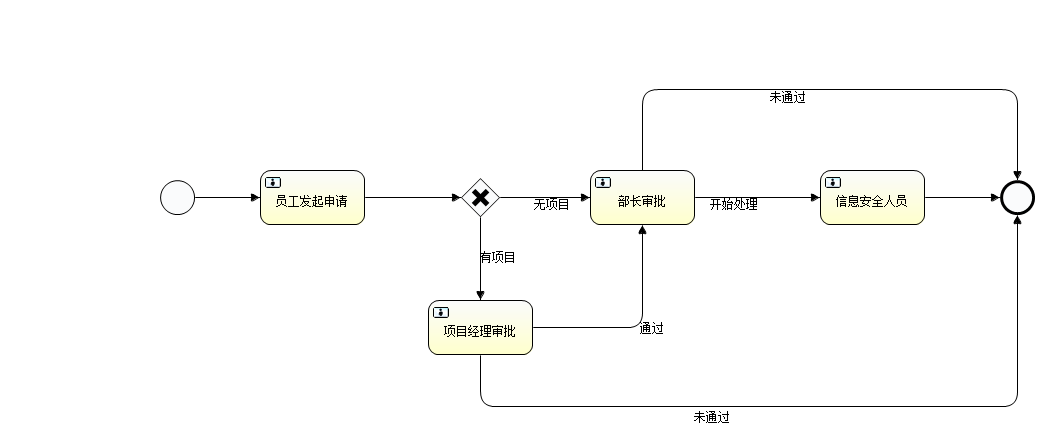 未通过
员工发起申请
无项目
部长审批
开始处理
信息安全人员
有项目
项目经理审批
通过
未通过